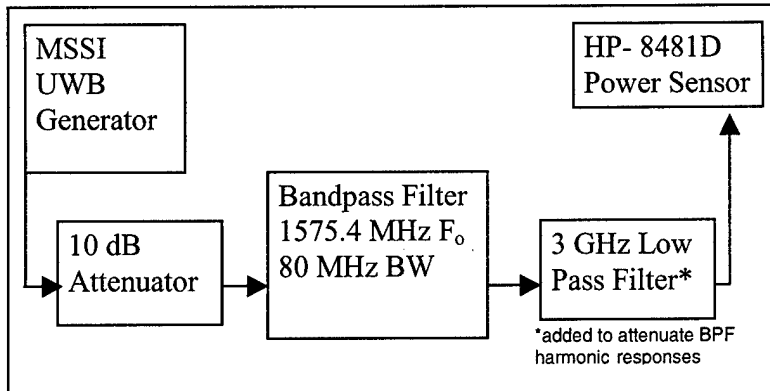 MSSI
UWB
Generator
HP- 8481D
Power Sensor
10 dB
Attenuator
Bandpass Filter
1575.4 MHz Fo
80 MHz BW
3 GHz Low
Pass Filter*
*added to attenuate BPF
harmonic responses